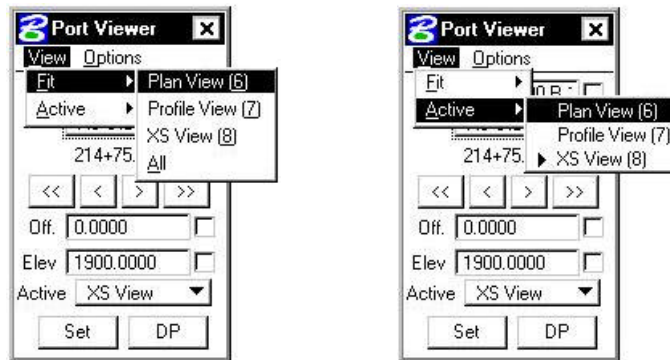 Port Viewer
View Options
Fit
Plan View (6)
Active
Profile View (7)
XS View (8)
All
214+75.
<< < > >>
Off. 0.0000
Elev 1900.0000
Active XS View
Set DP
Port Viewer
View Options
Fit
Active
Plan View (6)
Profile View (7)
XS View (8)
214+75.
<< < > >>
Off. 0.0000
Elev 1900.0000
Active XS View
Set DP